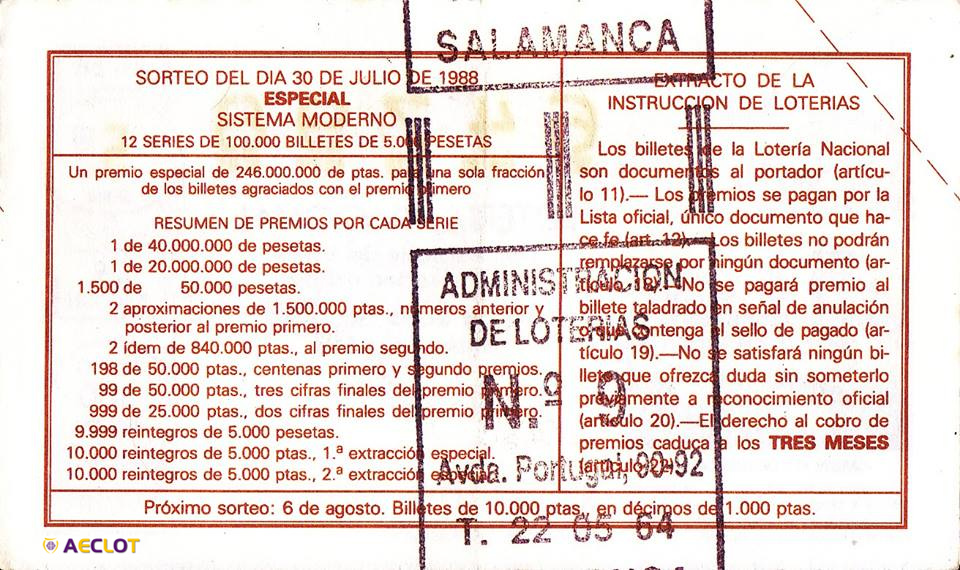 SORTEO DEL DIA 30 DE JULIO DE 1988
ESPECIAL
SISTEMA MODERNO
12 SERIES DE 100.000 BILLETES DE 5.000 PESETAS
Un premio especial de 246.000.000 de ptas. para una sola fracción
de los billetes agraciados con el premio primero
RESUMEN DE PREMIOS POR CADA SERIE
1 de 40.000.000 de pesetas.
1 de 20.000.000 de pesetas.
1.500 de 50.000 pesetas.
2 aproximaciones de 1.500.000 ptas., números anterior y
posterior al premio primero.
2 ídem de 840.000 ptas., al premio segundo.
198 de 50.000 ptas., centenas primero y segundo premios.
99 de 50.000 ptas., tres cifras finales del premio primero.
999 de 25.000 ptas., dos cifras finales del premio primero.
9.999 reintegros de 5.000 pesetas.
10.000 reintegros de 5.000 ptas., 1.ª extracción especial.
10.000 reintegros de 5.000 ptas., 2.ª extracción especial.
EXTRACTO DE LA
INSTRUCCION DE LOTERIAS
Los billetes de la Lotería Nacional
son documentos al portador (artícu-
lo 11).— Los premios se pagan por la
Lista oficial, único documento que ha-
ce fe (art. 12).—Los billetes no podrán
remplazarse por ningún documento (ar-
tículo 18).—No se pagará premio al
billete taladrado en señal de anulación
o que contenga el sello de pagado (ar-
tículo 19).—No se satisfará ningún bi-
llete que ofrezca duda sin someterlo
previamente a reconocimiento oficial
(artículo 20).—El derecho al cobro de
premios caduca a los TRES MESES
(artículo 22).
Próximo sorteo: 6 de agosto. Billetes de 10.000 ptas., en décimos de 1.000 ptas.
SALAMANCA
ADMINISTRACION
DE LOTERIAS
N.º 9
Avda. Portugal, 90-92
T. 22 05 64
AECLOT